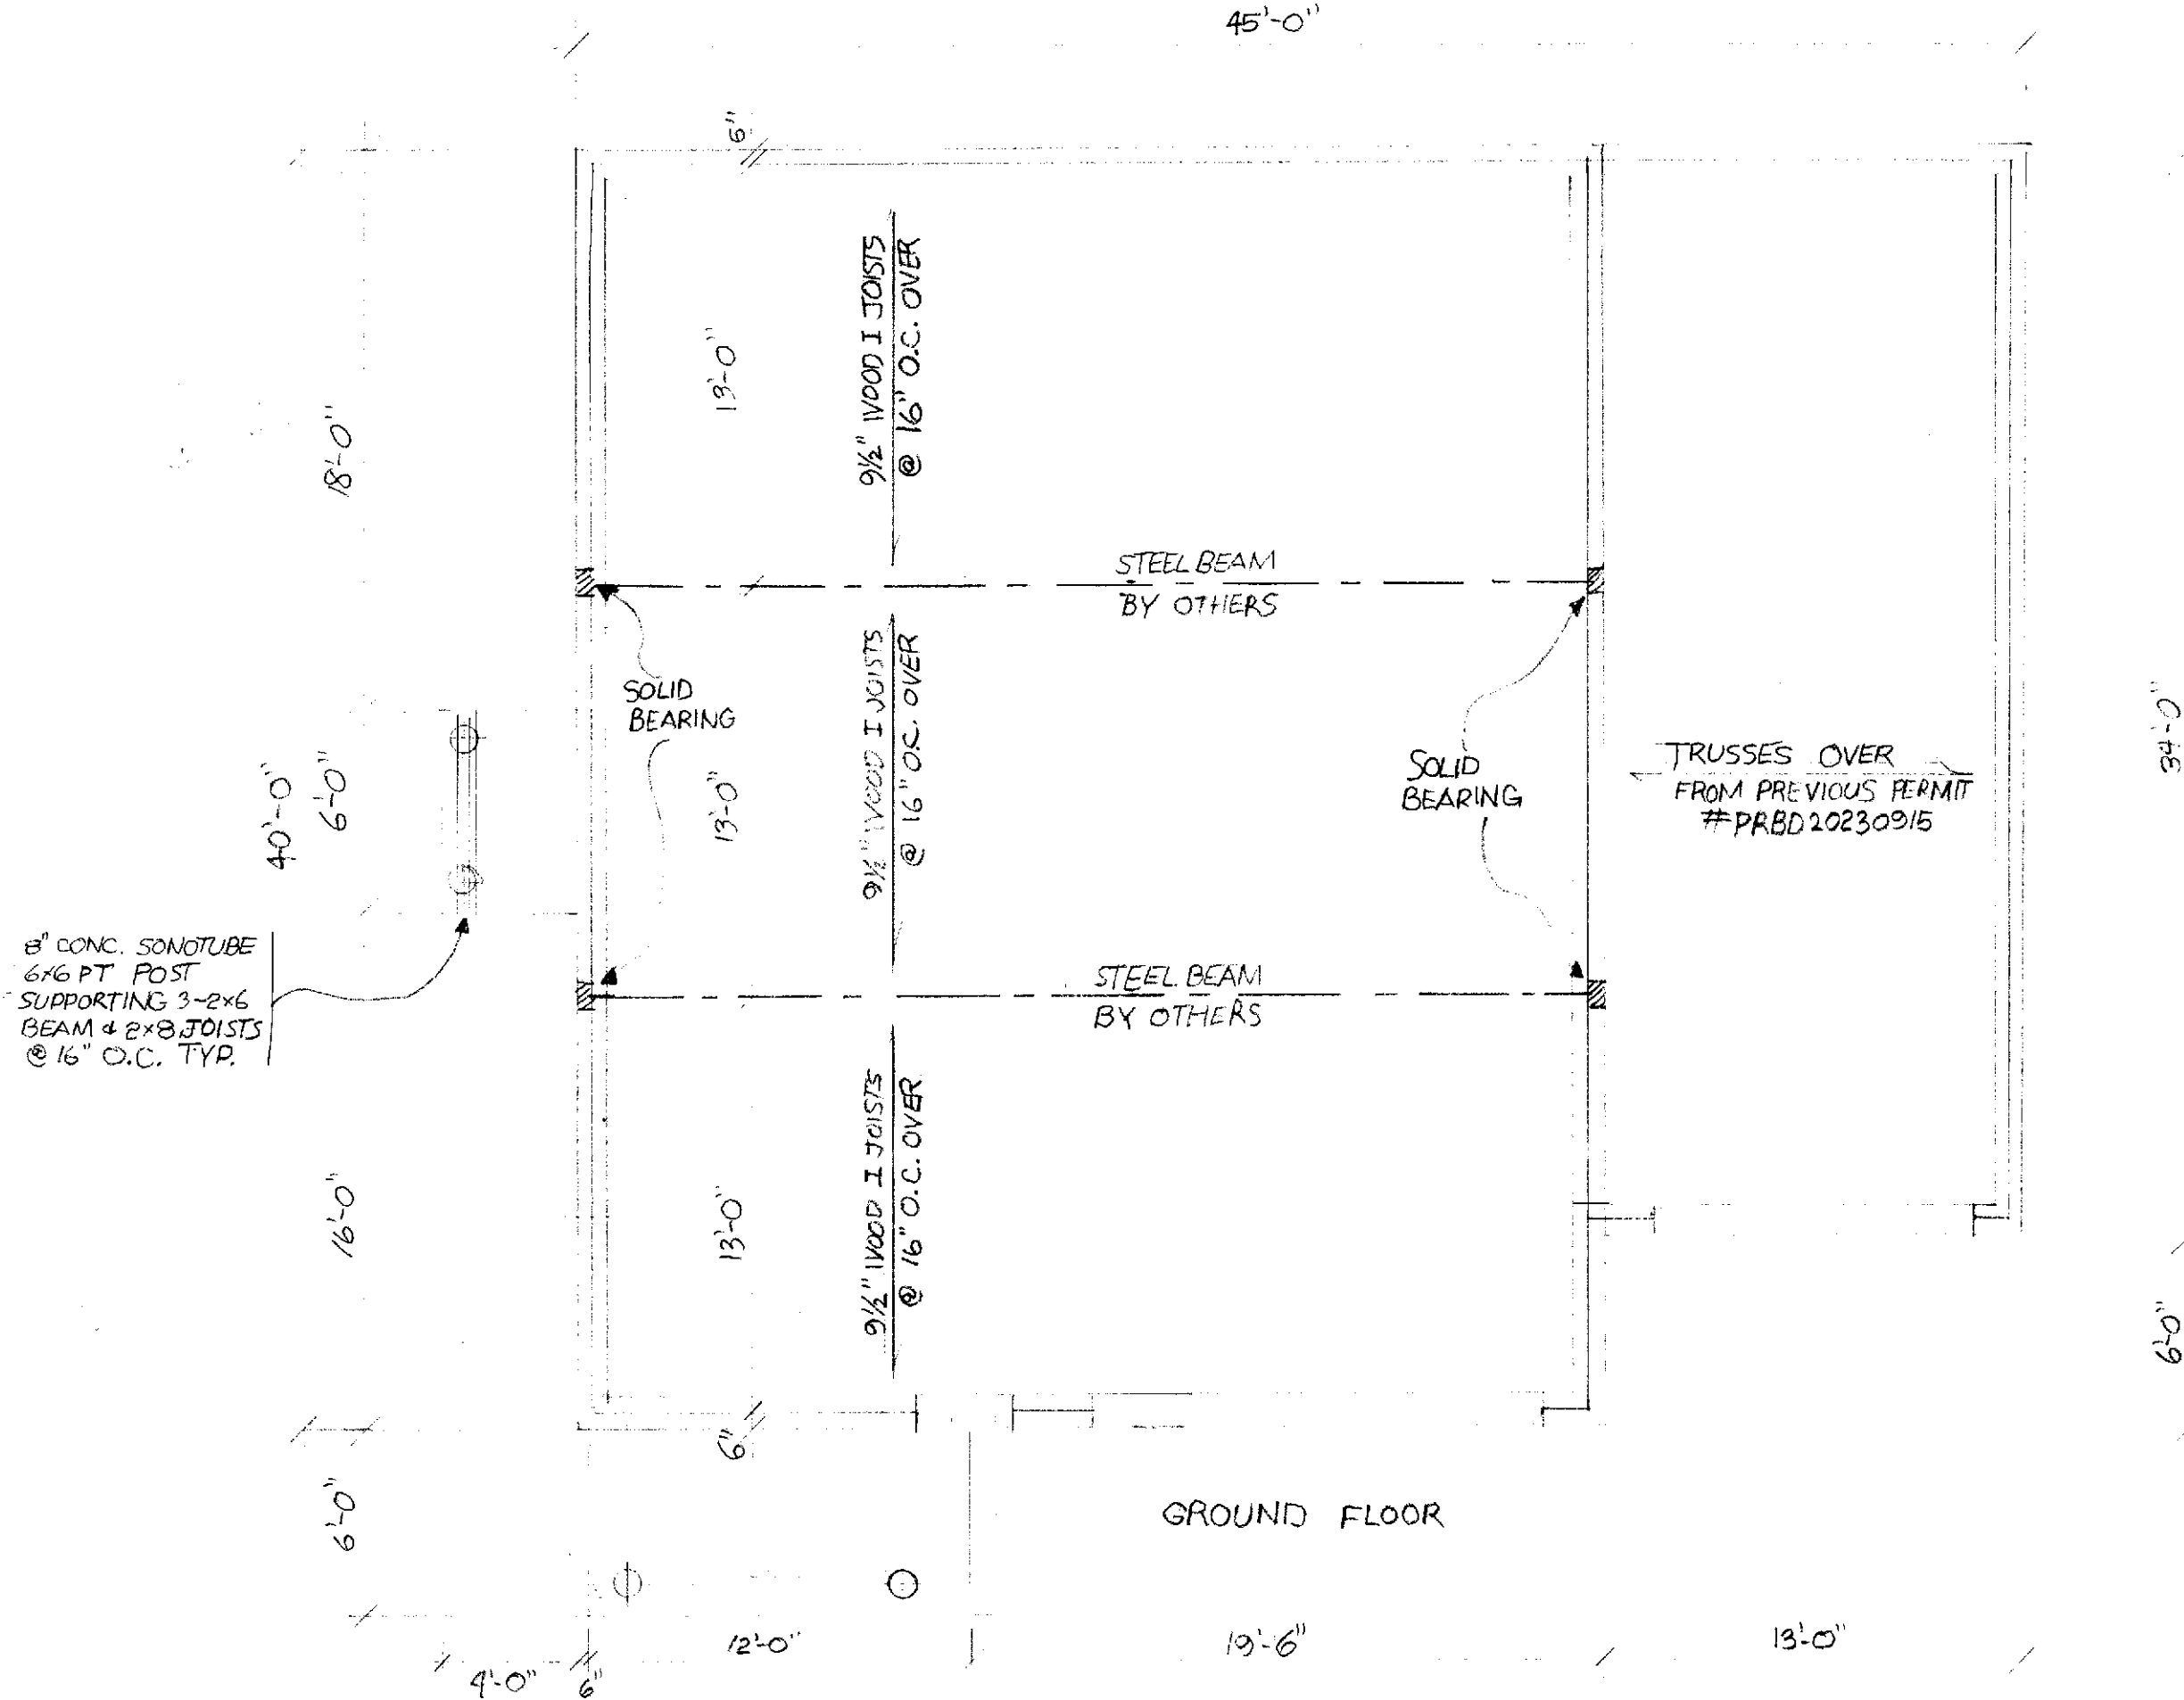 45'-0"
6"
18'-0"
13'-0"
9½" WOOD I JOISTS
@ 16" O.C. OVER
STEEL BEAM
BY OTHERS
SOLID
BEARING
40'-0"
6'-0"
13'-0"
9½" WOOD I JOISTS
@ 16" O.C. OVER
SOLID
BEARING
TRUSSES OVER
FROM PREVIOUS PERMIT
#PRBD20230915
34'-0"
8" CONC. SONOTUBE
6x6 PT POST
SUPPORTING 3-2x6
BEAM & 2x8 JOISTS
@ 16" O.C. TYP.
STEEL BEAM
BY OTHERS
16'-0"
13'-0"
9½" WOOD I JOISTS
@ 16" O.C. OVER
6'-0"
6"
6'-0"
GROUND FLOOR
4'-0"
6"
12'-0"
19'-6"
13'-0"